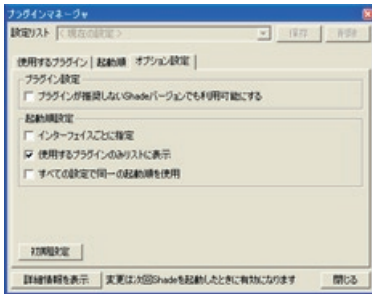 プラグインマネージャ
設定リスト <現在の設定> 保存 削除
使用するプラグイン 起動順 オプション設定
プラグイン設定
プラグインが推奨しないShadeバージョンでも利用可能にする
起動順設定
インターフェイスごとに指定
使用するプラグインのみリストに表示
すべての設定で同一の起動順を使用
初期設定
詳細情報を表示 変更は次回Shadeを起動したときに有効になります 閉じる